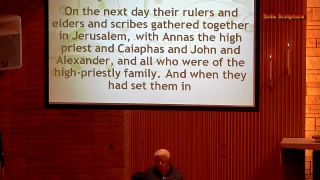 On the next day their rulers and
elders and scribes gathered together
in Jerusalem, with Annas the high
priest and Caiaphas and John and
Alexander, and all who were of the
high-priestly family. And when they
had set them in